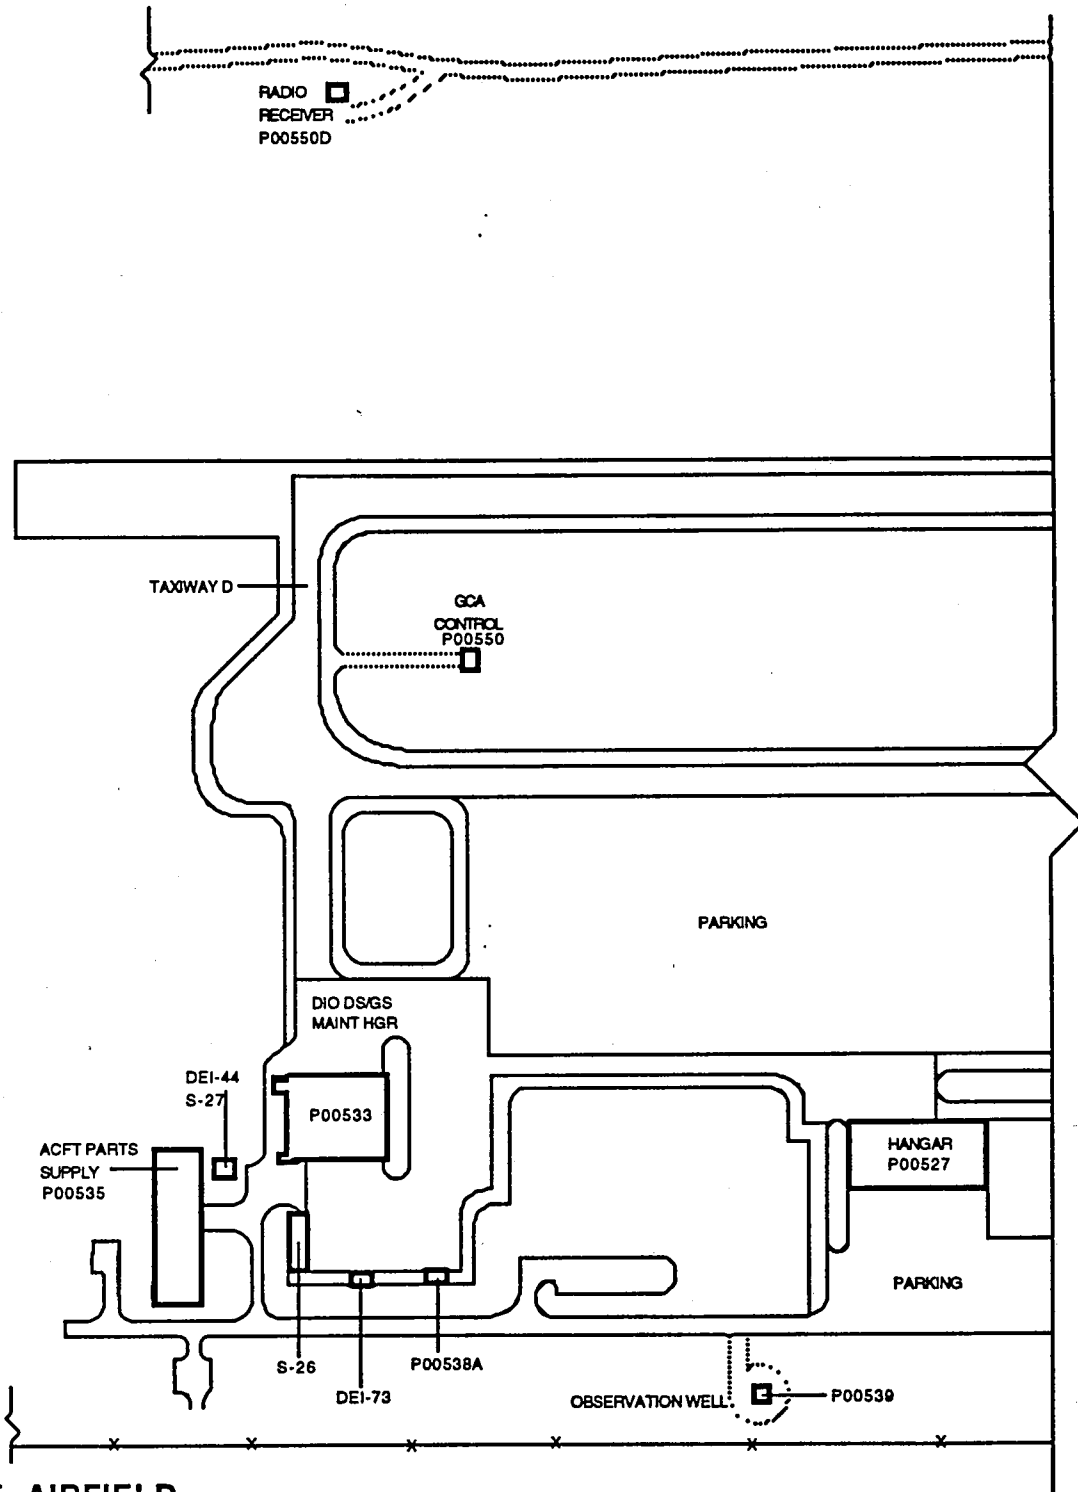 RADIO
RECEIVER
P00550D
TAXIWAY D
GCA
CONTROL
P00550
PARKING
DIO DS/GS
MAINT HGR
DEI-44
S-27
P00533
ACFT PARTS
SUPPLY
P00535
HANGAR
P00527
PARKING
S-26
P00538A
DEI-73
OBSERVATION WELL
P00539
AIRFIELD